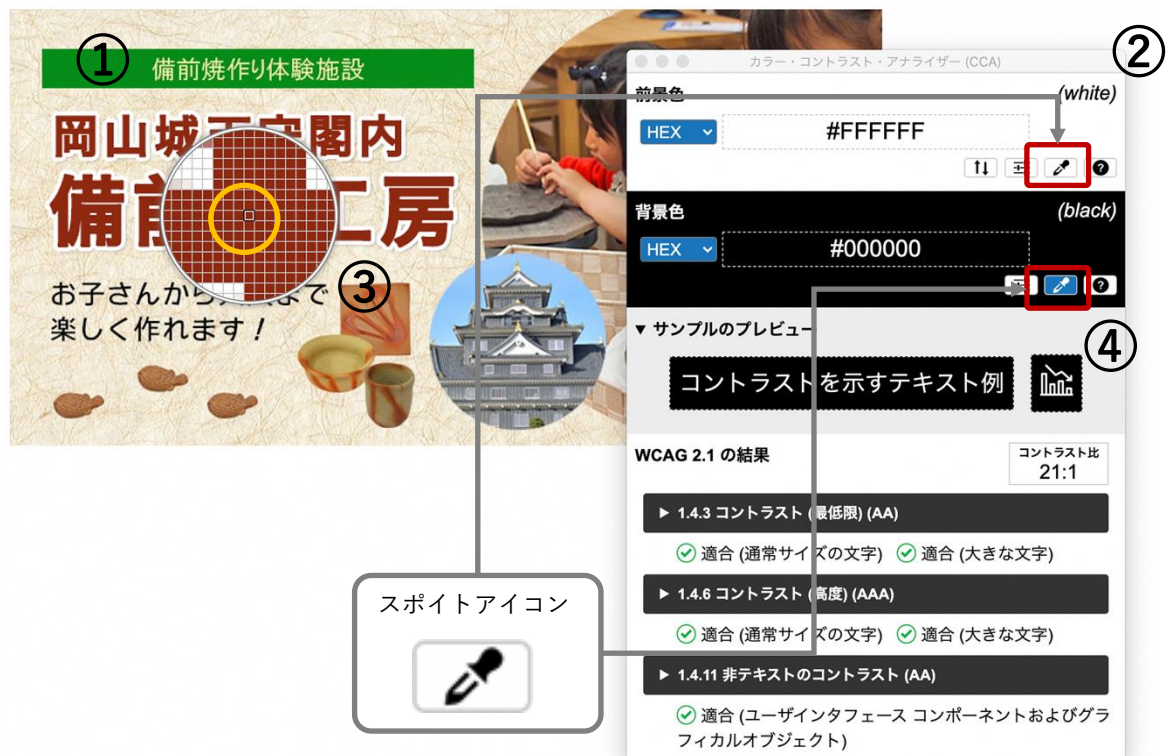 ①
備前焼作り体験施設
岡山城天守閣内
備前 工房
お子さんから まで
楽しく作れます！
③
②
カラー・コントラスト・アナライザー (CCA)
前景色
(white)
HEX
#FFFFFF
背景色
(black)
HEX
#000000
▼ サンプルのプレビュー
④
コントラストを示すテキスト例
WCAG 2.1 の結果
コントラスト比
21:1
▶ 1.4.3 コントラスト (最低限) (AA)
適合 (通常サイズの文字) 適合 (大きな文字)
▶ 1.4.6 コントラスト (高度) (AAA)
適合 (通常サイズの文字) 適合 (大きな文字)
▶ 1.4.11 非テキストのコントラスト (AA)
適合 (ユーザインタフェース コンポーネントおよびグラ
フィカルオブジェクト)
スポイトアイコン